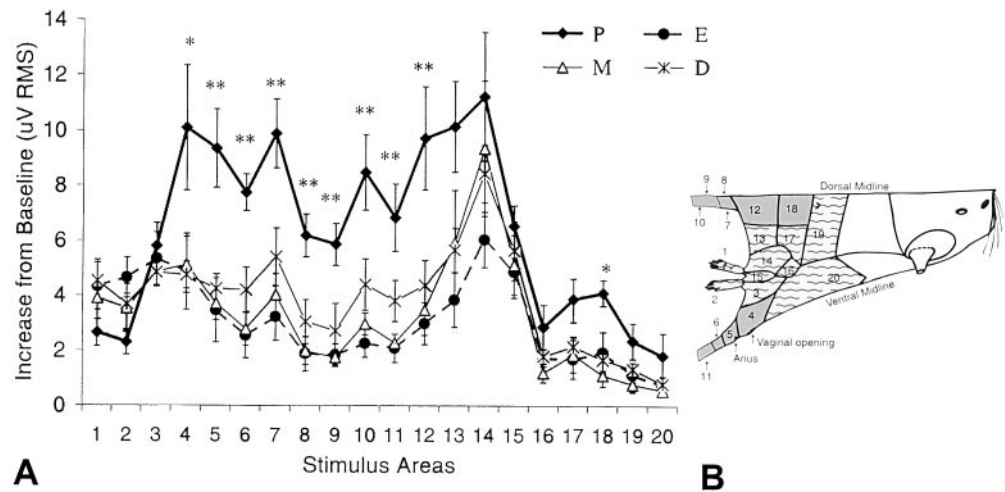 14
12
10
8
6
4
2
0
Increase from Baseline (uV RMS)
P
E
M
D
*
**
**
**
**
**
**
**
**
*
1 2 3 4 5 6 7 8 9 10 11 12 13 14 15 16 17 18 19 20
Stimulus Areas
A
9 8
Dorsal Midline
10 7
12 18
13 17 19
1
14
15 16 20
2
3
4
Ventral Midline
6
5
Vaginal opening
Anus
11
B